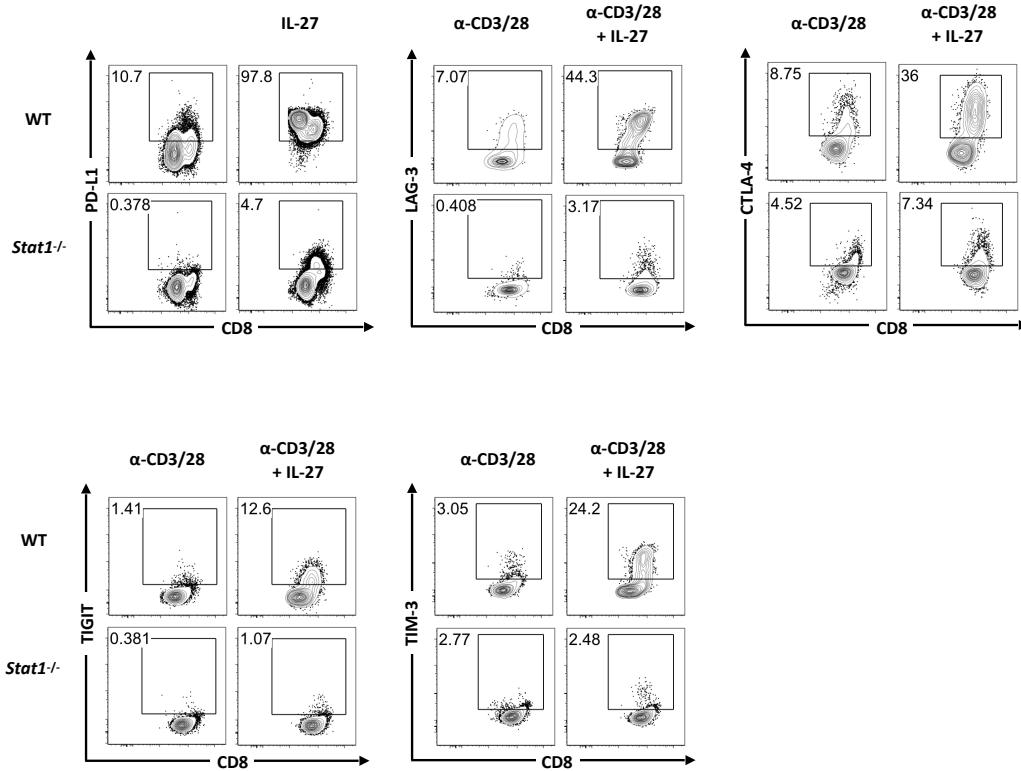 IL-27
α-CD3/28
α-CD3/28
+ IL-27
α-CD3/28
α-CD3/28
+ IL-27
WT
10.7
97.8
7.07
44.3
8.75
36
PD-L1
LAG-3
CTLA-4
Stat1-/-
0.378
4.7
0.408
3.17
4.52
7.34
CD8
CD8
CD8
α-CD3/28
α-CD3/28
+ IL-27
α-CD3/28
α-CD3/28
+ IL-27
WT
1.41
12.6
3.05
24.2
TIGIT
TIM-3
Stat1-/-
0.381
1.07
2.77
2.48
CD8
CD8